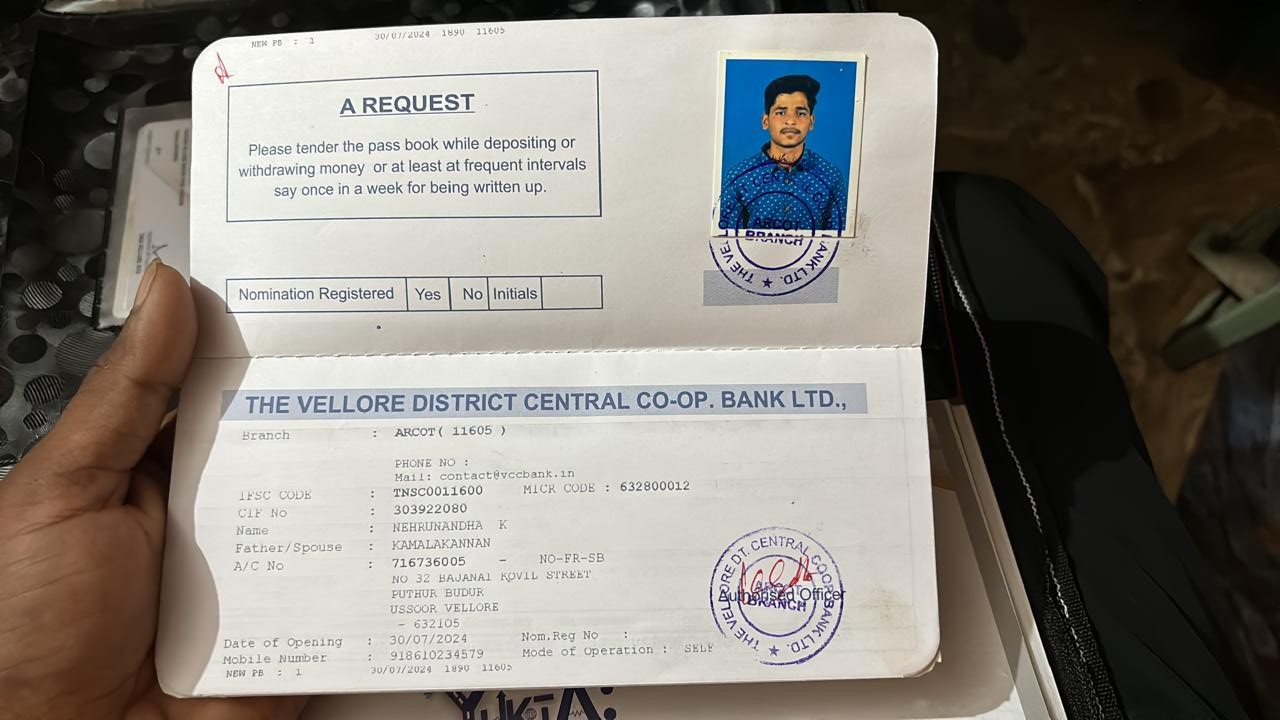 NEW PB : 1 30/07/2024 1890 11605
A REQUEST
Please tender the pass book while depositing or
withdrawing money or at least at frequent intervals
say once in a week for being written up.
ARCOT
BRANCH
THE VE
BANK LTD.
Nomination Registered Yes No Initials
THE VELLORE DISTRICT CENTRAL CO-OP. BANK LTD.,
Branch : ARCOT( 11605 )
PHONE NO :
Mail: contact@vccbank.in
IFSC CODE : TNSC0011600 MICR CODE : 632800012
CIF No : 303922080
Name : NEHRUNANDHA K
Father/Spouse : KAMALAKANNAN
A/C No : 716736005 - NO-FR-SB
NO 32 BAJANAI KOVIL STREET
PUTHUR BUDUR
USSOOR VELLORE
- 632105
Date of Opening : 30/07/2024 Nom.Reg No :
Mobile Number : 918610234579 Mode of Operation : SELF
NEW PB : 1 30/07/2024 1890 11605
THE VELLORE DT. CENTRAL COOP BANK LTD.
ARCOT
BRANCH
Authorised Officer
YUKTA: